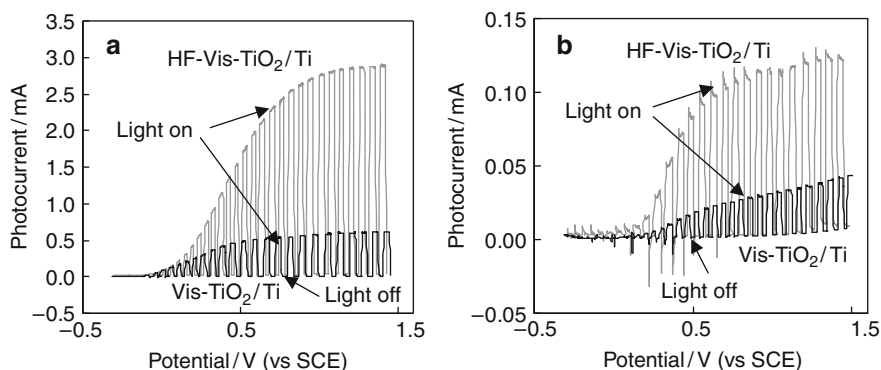 a
HF-Vis-TiO₂/Ti
Light on
Vis-TiO₂/Ti
Light off
3.5
3.0
2.5
2.0
1.5
1.0
0.5
0.0
−0.5
−0.5
0.5
1.5
Photocurrent/mA
Potential/V (vs SCE)
b
HF-Vis-TiO₂/Ti
Light on
Vis-TiO₂/Ti
Light off
0.15
0.10
0.05
0.00
−0.05
−0.5
0.5
1.5
Photocurrent/mA
Potential/V (vs SCE)